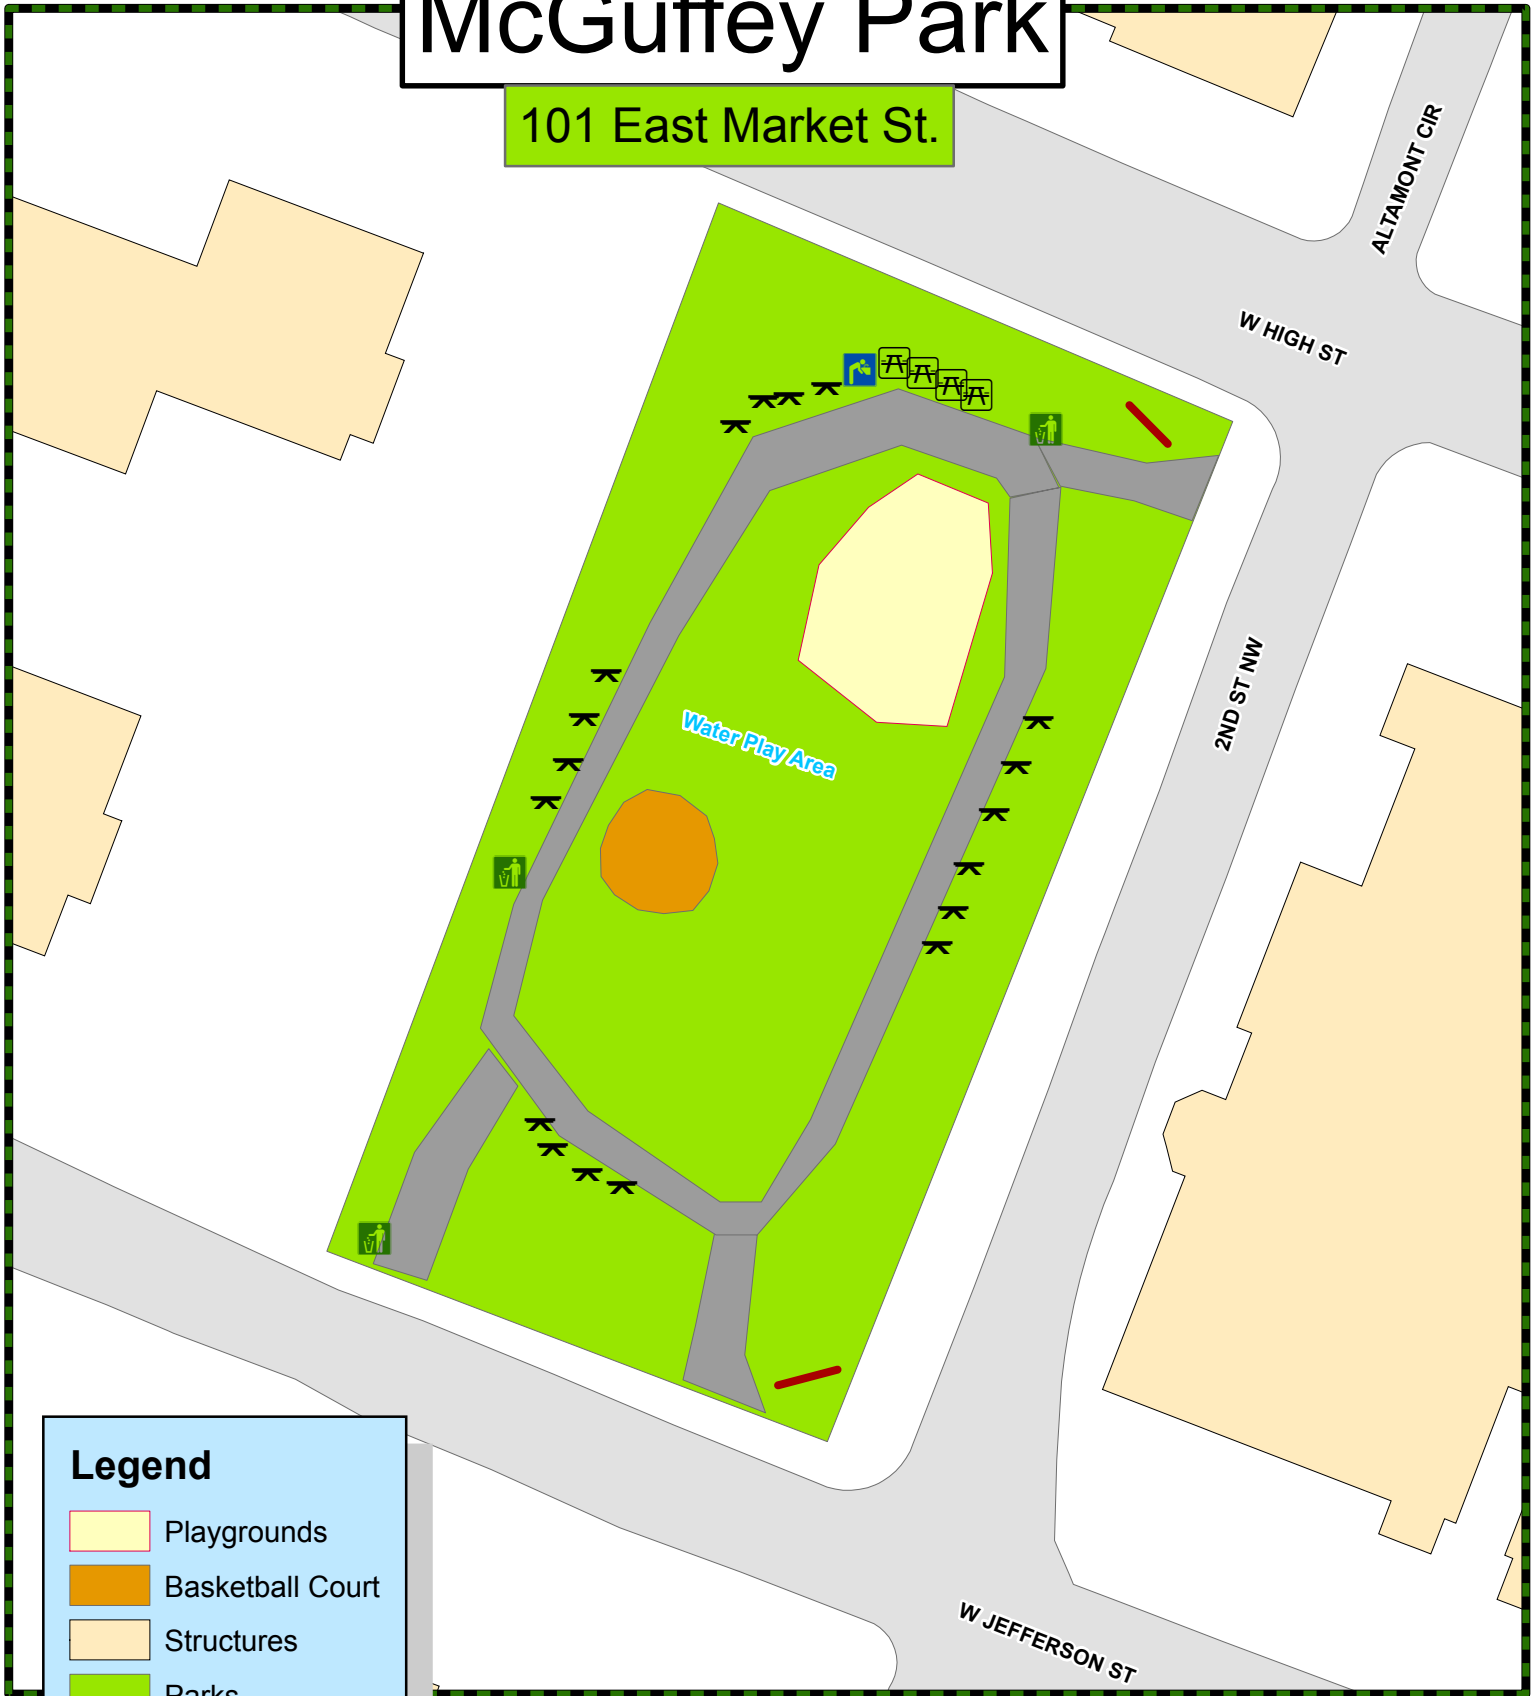 McGuffey Park
101 East Market St.
ALTAMONT CIR
W HIGH ST
2ND ST NW
Water Play Area
W JEFFERSON ST
Legend
Playgrounds
Basketball Court
Structures
Parks